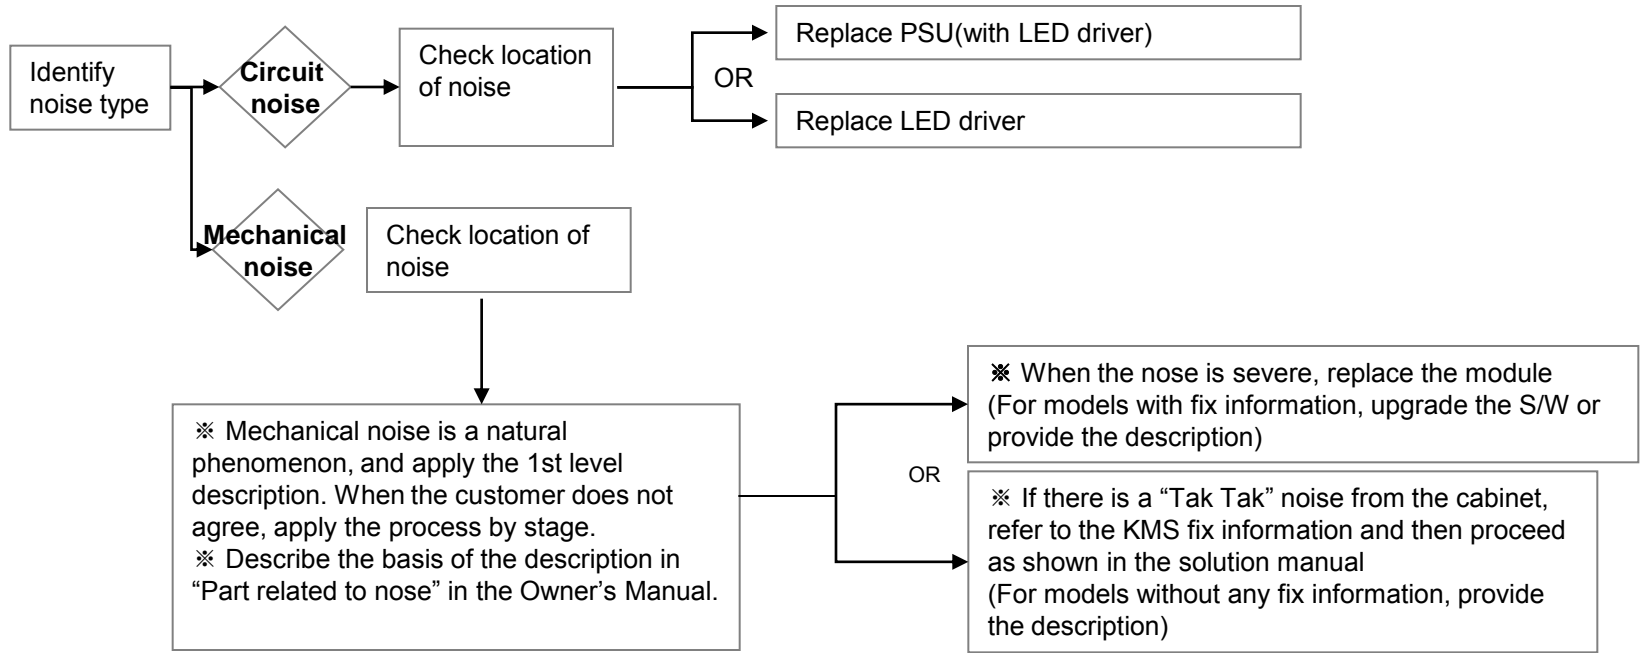 Identify
noise type
Circuit
noise
Check location
of noise
OR
Replace PSU(with LED driver)
Replace LED driver
Mechanical
noise
Check location of
noise
※ Mechanical noise is a natural
phenomenon, and apply the 1st level
description. When the customer does not
agree, apply the process by stage.
※ Describe the basis of the description in
“Part related to nose” in the Owner’s Manual.
OR
※ When the nose is severe, replace the module
(For models with fix information, upgrade the S/W or
provide the description)
※ If there is a “Tak Tak” noise from the cabinet,
refer to the KMS fix information and then proceed
as shown in the solution manual
(For models without any fix information, provide
the description)